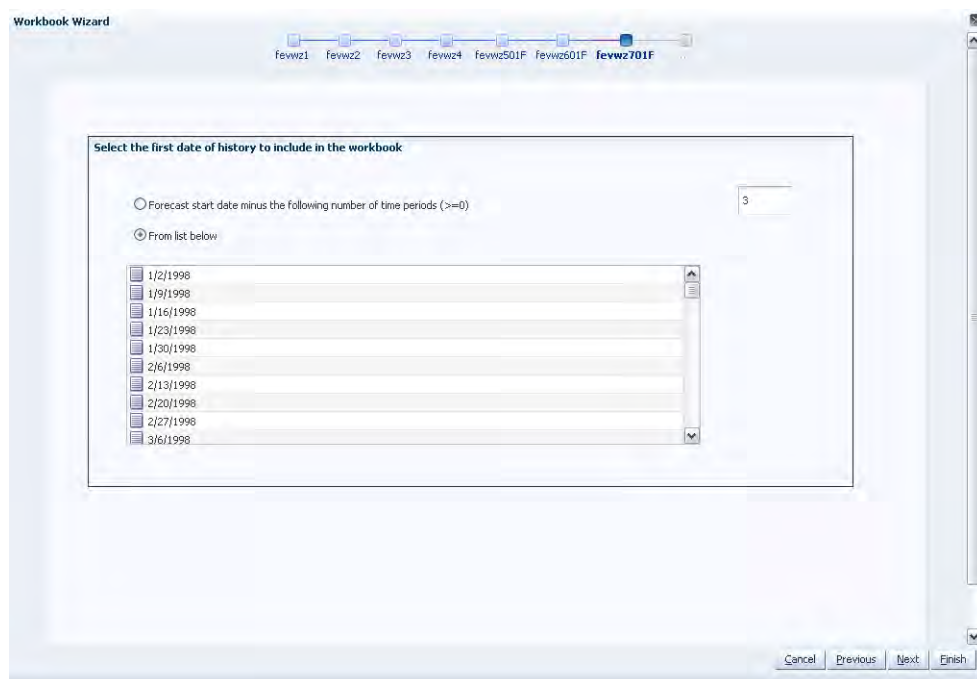 Workbook Wizard
fevwz1 fevwz2 fevwz3 fevwz4 fevwz501F fevwz601F fevwz701F ...
Select the first date of history to include in the workbook
Forecast start date minus the following number of time periods (>=0) 3
From list below
1/2/1998
1/9/1998
1/16/1998
1/23/1998
1/30/1998
2/6/1998
2/13/1998
2/20/1998
2/27/1998
3/6/1998
Cancel Previous Next Finish